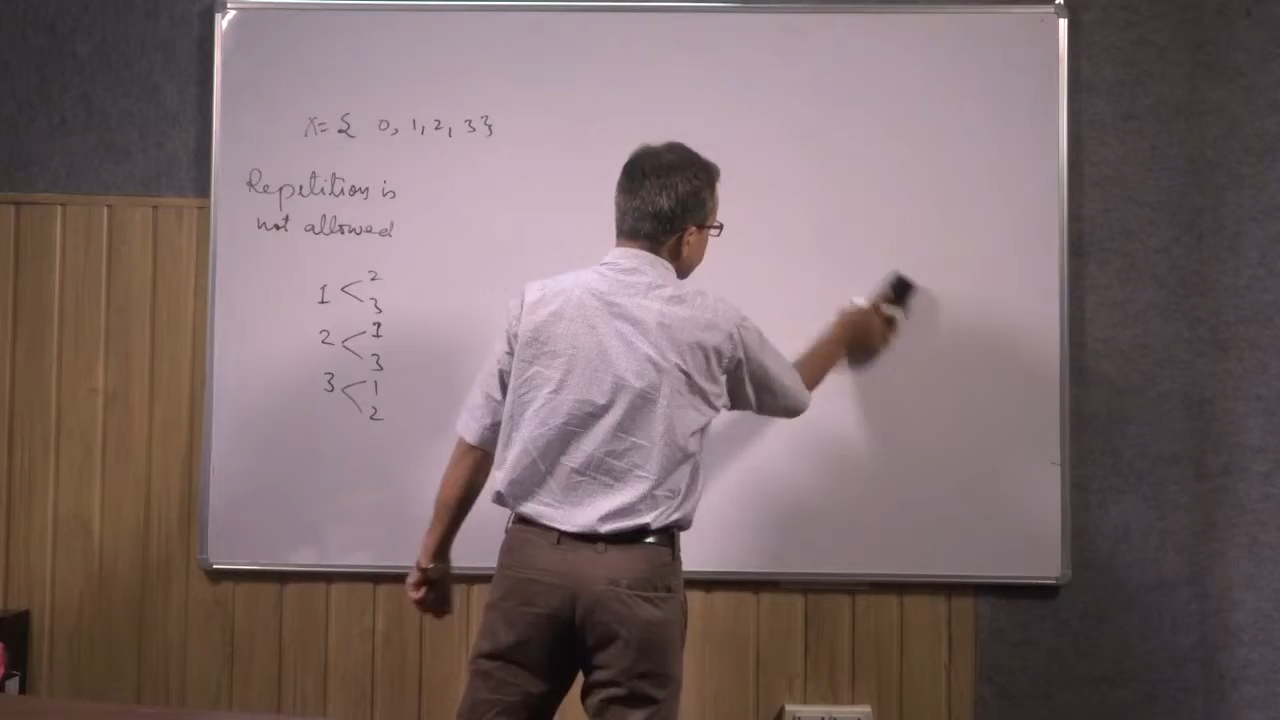 X= { 0, 1, 2, 3}
Repetition is
not allowed
1 < 2
3
2 < 1
3
3 < 1
2